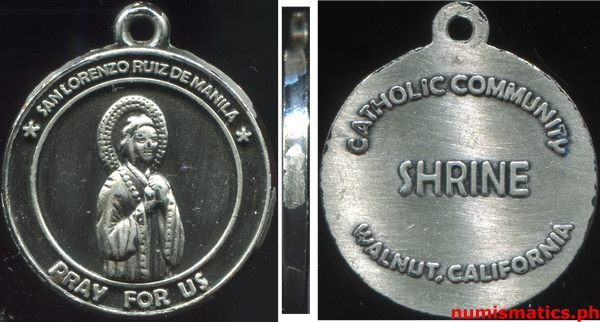 * SAN LORENZO RUIZ DE MANILA *
PRAY FOR US
CATHOLIC COMMUNITY
SHRINE
WALNUT, CALIFORNIA
numismatics.ph